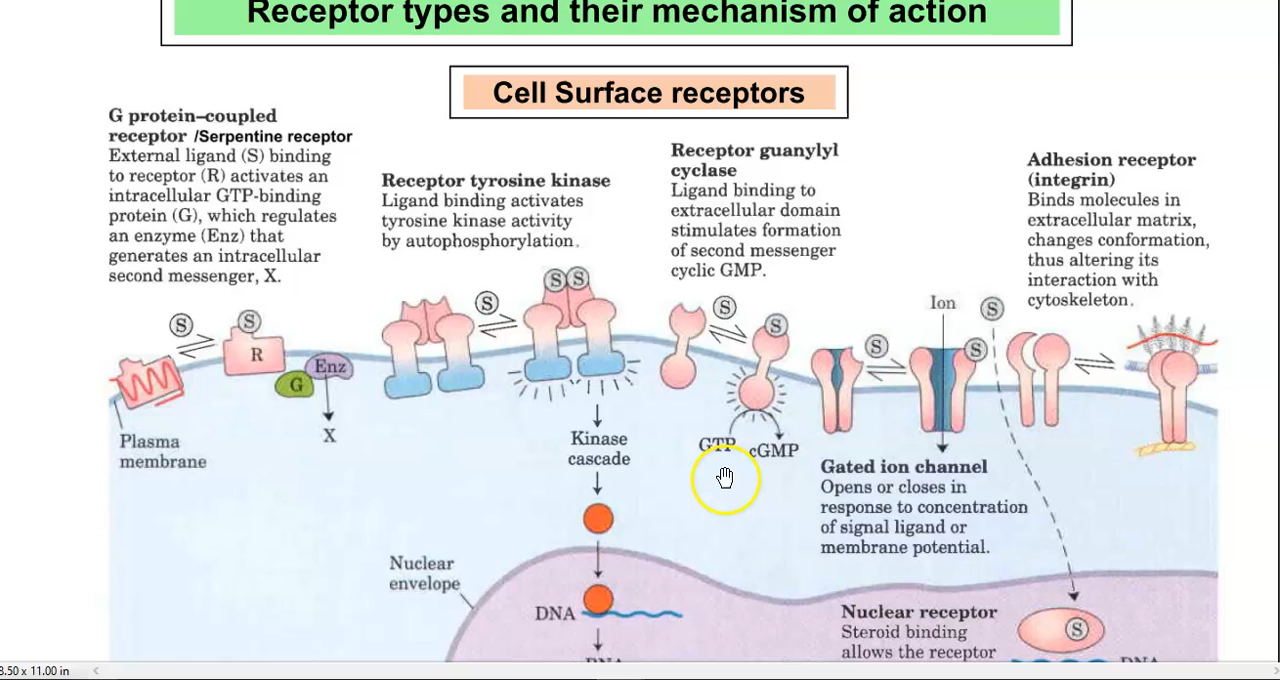 Receptor types and their mechanism of action
Cell Surface receptors
G protein–coupled
receptor /Serpentine receptor
External ligand (S) binding
to receptor (R) activates an
intracellular GTP-binding
protein (G), which regulates
an enzyme (Enz) that
generates an intracellular
second messenger, X.
Receptor tyrosine kinase
Ligand binding activates
tyrosine kinase activity
by autophosphorylation.
Receptor guanylyl
cyclase
Ligand binding to
extracellular domain
stimulates formation
of second messenger
cyclic GMP.
Adhesion receptor
(integrin)
Binds molecules in
extracellular matrix,
changes conformation,
thus altering its
interaction with
cytoskeleton.
S
S
R
G
Enz
X
Plasma
membrane
S
S S
Kinase
cascade
S
S
GTP
cGMP
S
Ion
S
S
Gated ion channel
Opens or closes in
response to concentration
of signal ligand or
membrane potential.
Nuclear
envelope
DNA
Nuclear receptor
Steroid binding
allows the receptor
S
8.50 x 11.00 in